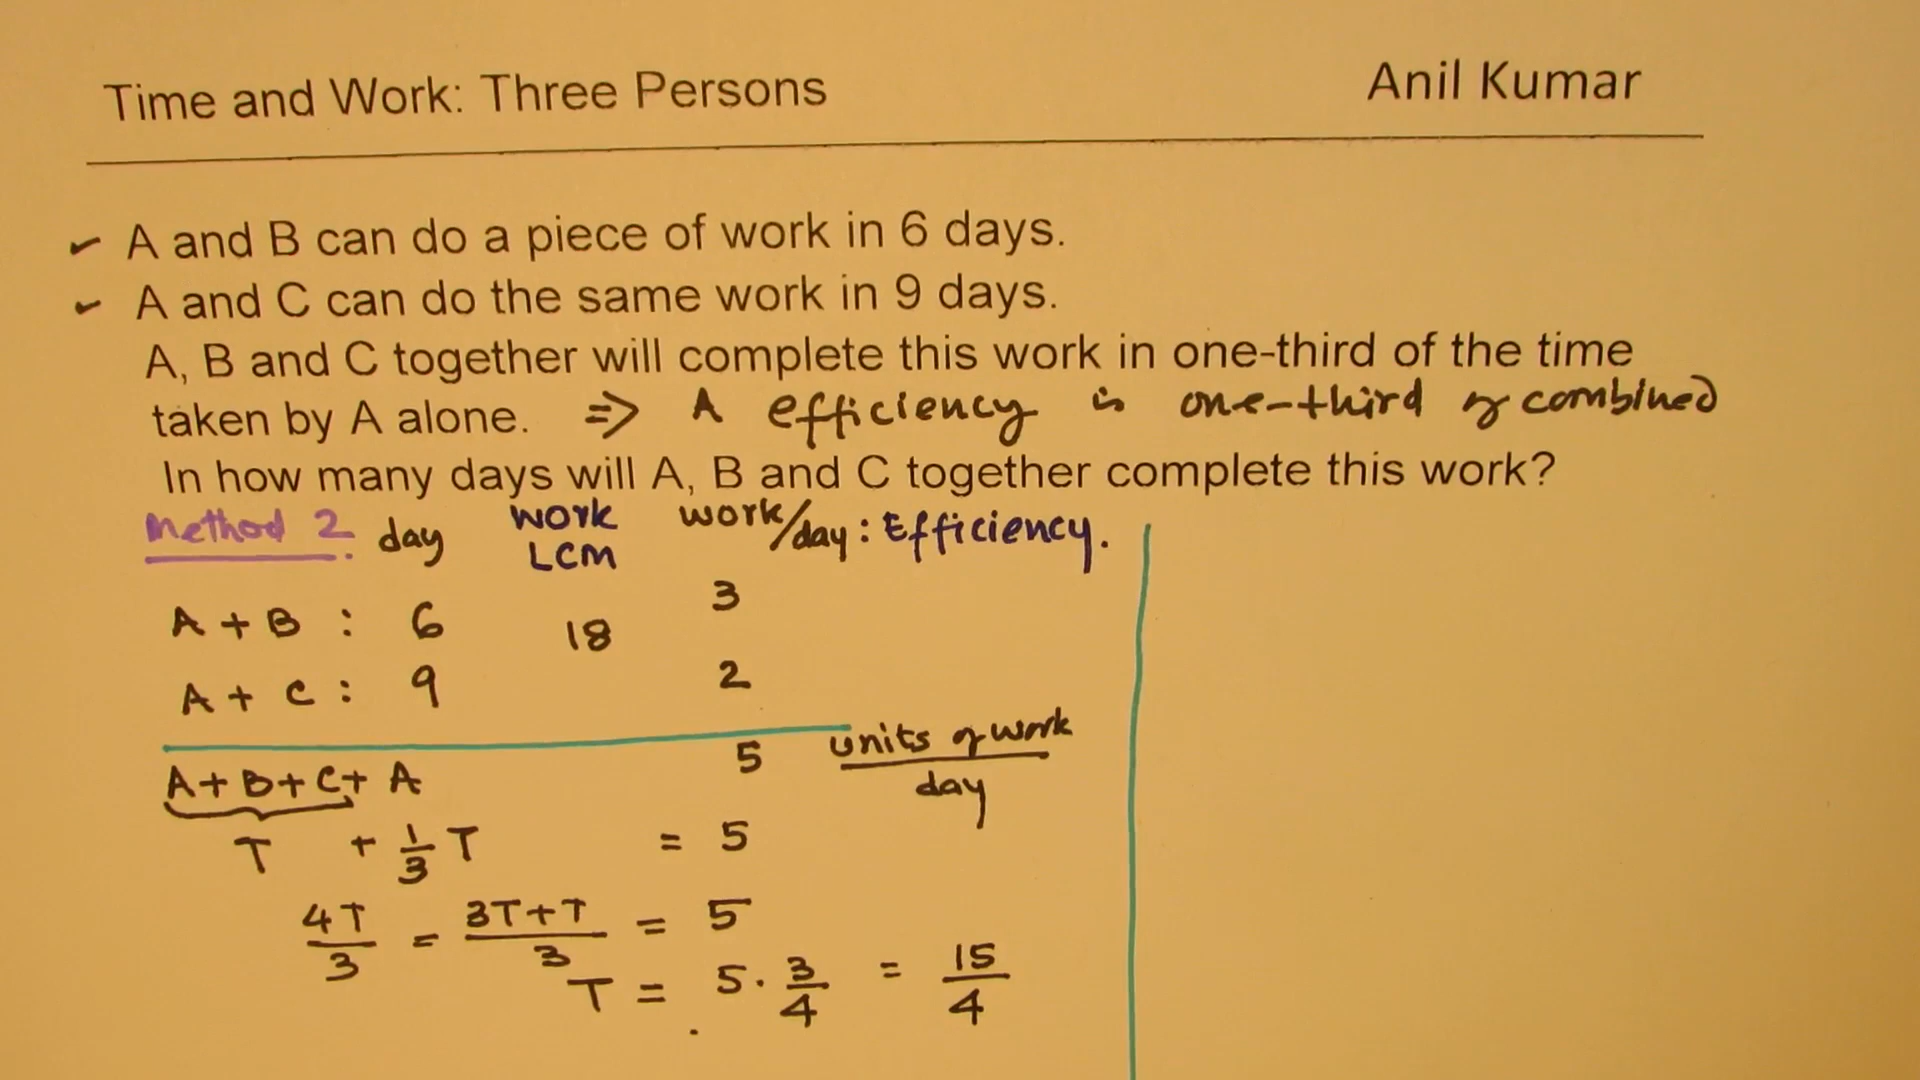 Time and Work: Three Persons
Anil Kumar
✓ A and B can do a piece of work in 6 days.
✓ A and C can do the same work in 9 days.
A, B and C together will complete this work in one-third of the time
taken by A alone. => A efficiency is one-third of combined
In how many days will A, B and C together complete this work?
Method 2. day work LCM work/day : Efficiency.
A + B : 6 18 3
A + C : 9 2
5 units of work/day
A + B + C + A
T + 1/3 T = 5
4T/3 = 3T+T/3 = 5
T = 5 . 3/4 = 15/4